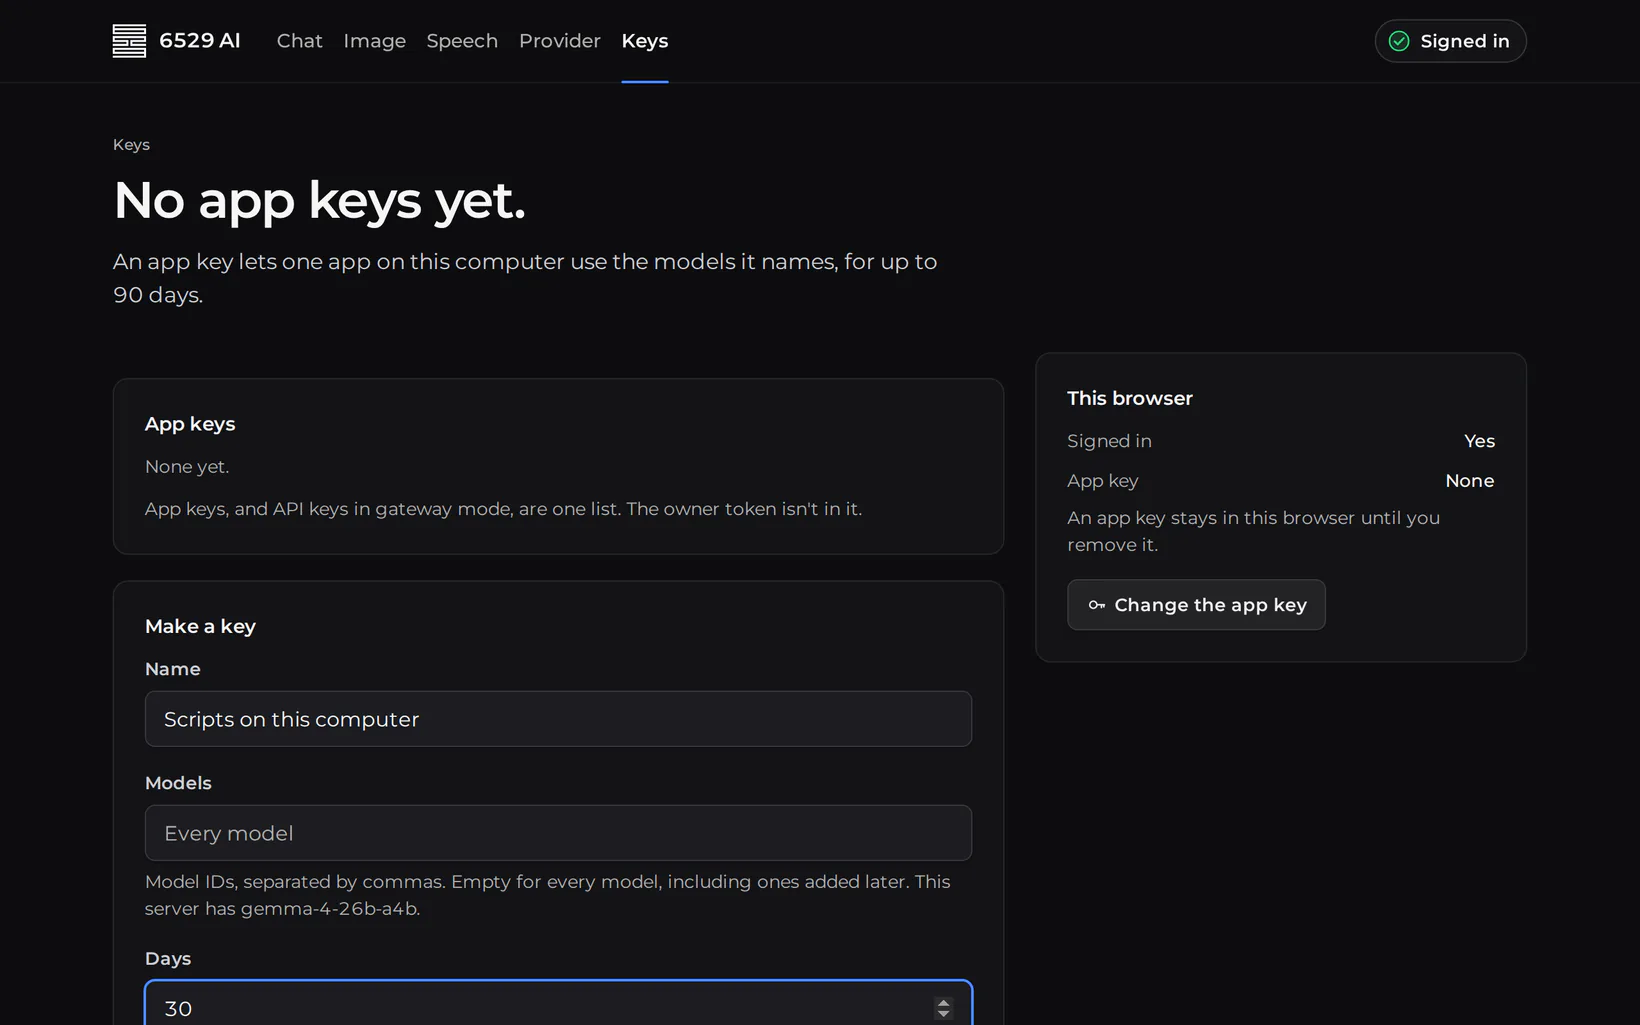 6529 AI
Chat
Image
Speech
Provider
Keys
Signed in
Keys
No app keys yet.
An app key lets one app on this computer use the models it names, for up to
90 days.
App keys
None yet.
App keys, and API keys in gateway mode, are one list. The owner token isn't in it.
Make a key
Name
Scripts on this computer
Models
Every model
Model IDs, separated by commas. Empty for every model, including ones added later. This
server has gemma-4-26b-a4b.
Days
30
This browser
Signed in
Yes
App key
None
An app key stays in this browser until you
remove it.
Change the app key